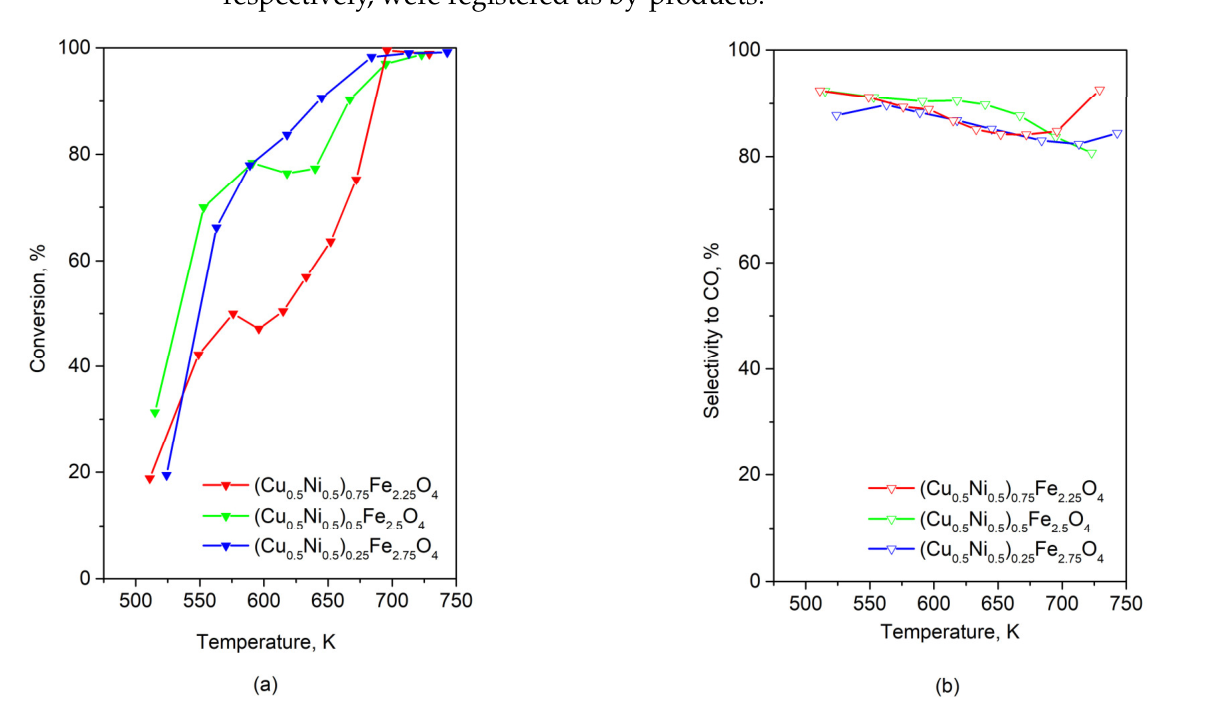 respectively, were registered as by-products.
100
80
60
40
20
0
Conversion, %
(Cu0.5Ni0.5)0.75Fe2.25O4
(Cu0.5Ni0.5)0.5Fe2.5O4
(Cu0.5Ni0.5)0.25Fe2.75O4
500 550 600 650 700 750
Temperature, K
(a)
100
80
60
40
20
0
Selectivity to CO, %
(Cu0.5Ni0.5)0.75Fe2.25O4
(Cu0.5Ni0.5)0.5Fe2.5O4
(Cu0.5Ni0.5)0.25Fe2.75O4
500 550 600 650 700 750
Temperature, K
(b)